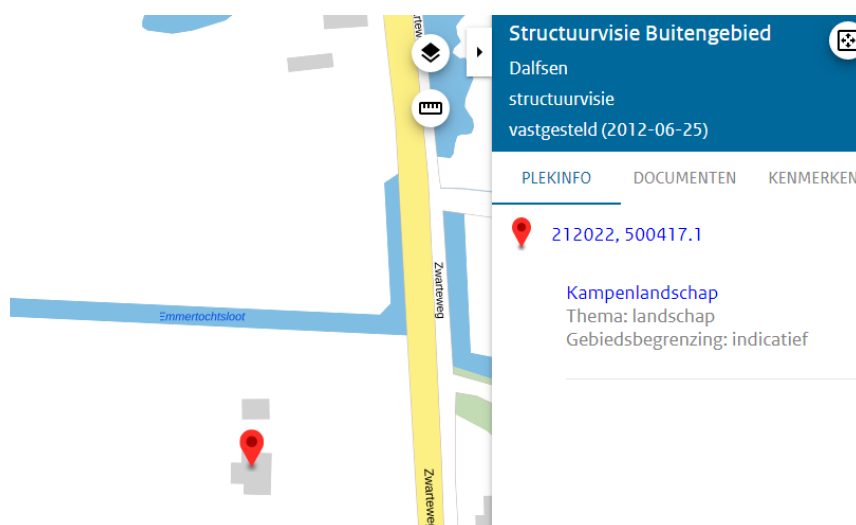 Structuurvisie Buitengebied
Dalfsen
structuurvisie
vastgesteld (2012-06-25)
PLEKINFO
DOCUMENTEN
KENMERKEN
212022, 500417.1
Kampenlandschap
Thema: landschap
Gebiedsbegrenzing: indicatief
Zwarteweg
Emmertochtsloot
Zwarteweg